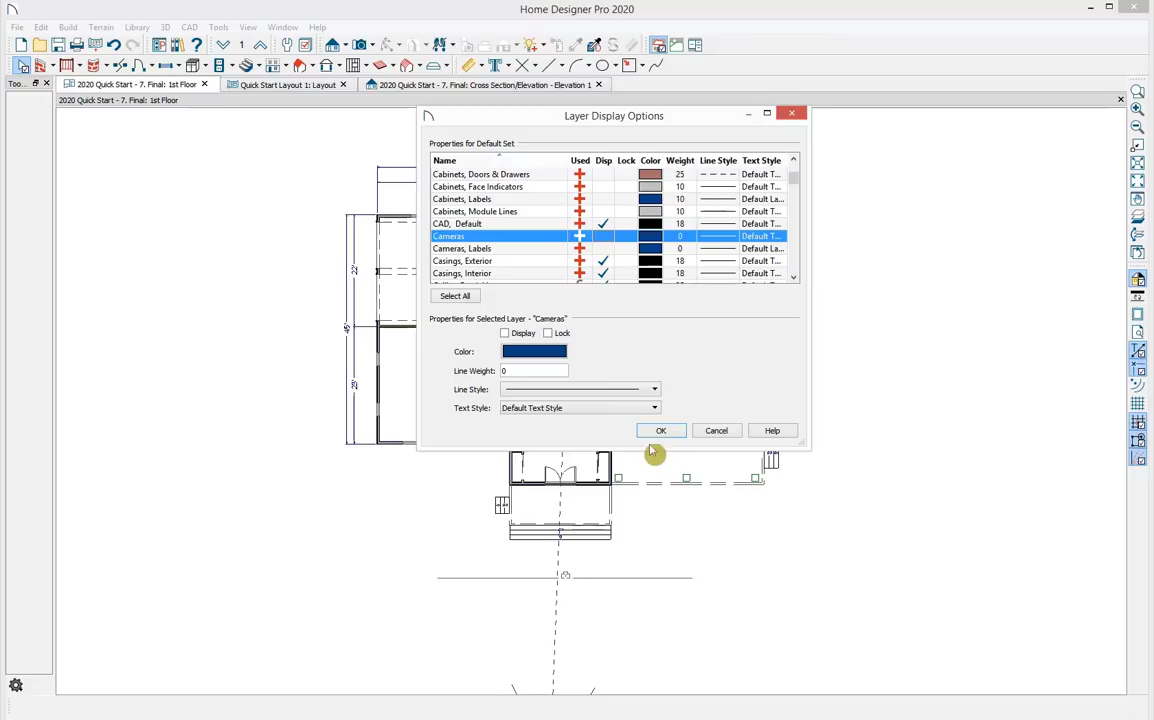 Home Designer Pro 2020
File Edit Build Terrain Library 3D CAD Tools View Window Help
1
Too... 2020 Quick Start - 7. Final: 1st Floor Quick Start Layout 1: Layout 2020 Quick Start - 7. Final: Cross Section/Elevation - Elevation 1
2020 Quick Start - 7. Final: 1st Floor
Layer Display Options
Properties for Default Set
Name Used Disp Lock Color Weight Line Style Text Style
Cabinets, Doors & Drawers 25 Default T...
Cabinets, Face Indicators 10 Default T...
Cabinets, Labels 10 Default La...
Cabinets, Module Lines 10 Default T...
CAD, Default 18 Default T...
Cameras 0 Default T...
Cameras, Labels 0 Default La...
Casings, Exterior 18 Default T...
Casings, Interior 18 Default T...
Select All
Properties for Selected Layer - "Cameras"
Display Lock
Color:
Line Weight: 0
Line Style:
Text Style: Default Text Style
OK Cancel Help
22'
45'